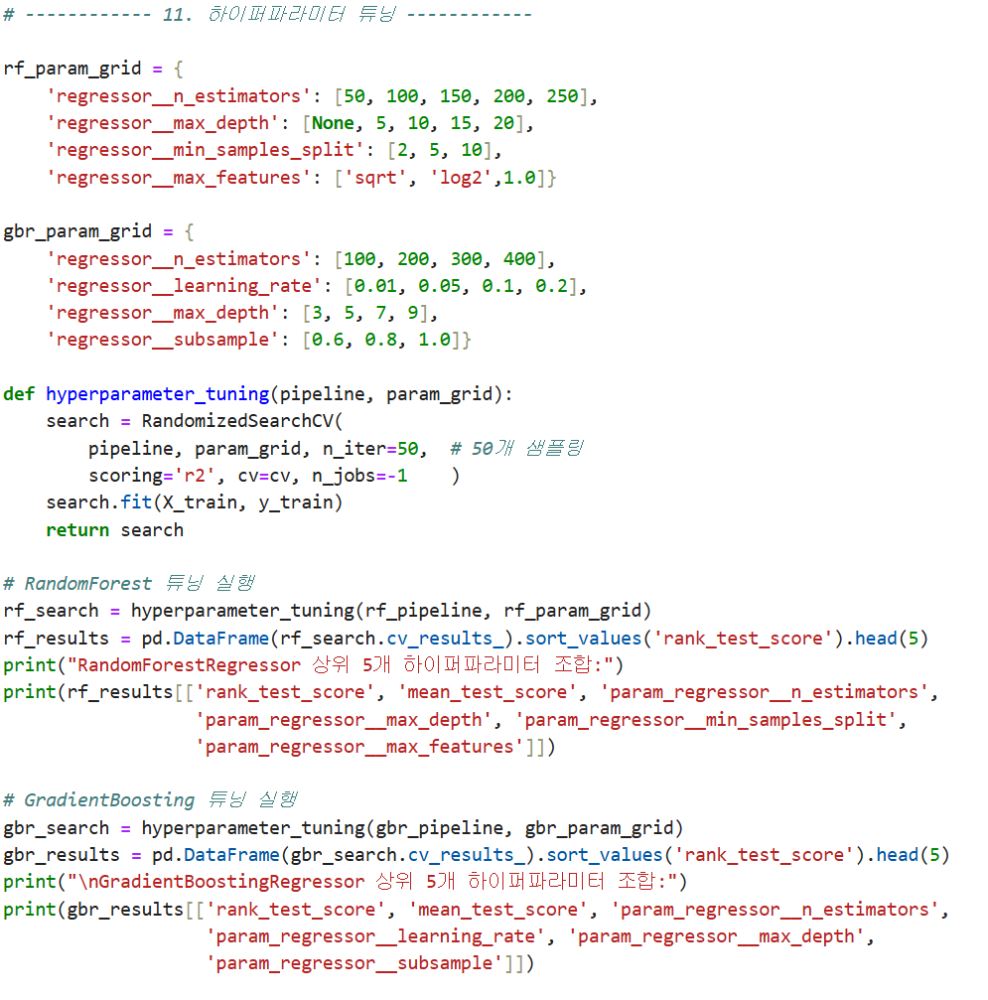 # ------------ 11. 하이퍼파라미터 튜닝 ------------
rf_param_grid = {
    'regressor__n_estimators': [50, 100, 150, 200, 250],
    'regressor__max_depth': [None, 5, 10, 15, 20],
    'regressor__min_samples_split': [2, 5, 10],
    'regressor__max_features': ['sqrt', 'log2',1.0]}
gbr_param_grid = {
    'regressor__n_estimators': [100, 200, 300, 400],
    'regressor__learning_rate': [0.01, 0.05, 0.1, 0.2],
    'regressor__max_depth': [3, 5, 7, 9],
    'regressor__subsample': [0.6, 0.8, 1.0]}
def hyperparameter_tuning(pipeline, param_grid):
    search = RandomizedSearchCV(
        pipeline, param_grid, n_iter=50,  # 50개 샘플링
        scoring='r2', cv=cv, n_jobs=-1    )
    search.fit(X_train, y_train)
    return search
# RandomForest 튜닝 실행
rf_search = hyperparameter_tuning(rf_pipeline, rf_param_grid)
rf_results = pd.DataFrame(rf_search.cv_results_).sort_values('rank_test_score').head(5)
print("RandomForestRegressor 상위 5개 하이퍼파라미터 조합:")
print(rf_results[['rank_test_score', 'mean_test_score', 'param_regressor__n_estimators',
                  'param_regressor__max_depth', 'param_regressor__min_samples_split',
                  'param_regressor__max_features']])
# GradientBoosting 튜닝 실행
gbr_search = hyperparameter_tuning(gbr_pipeline, gbr_param_grid)
gbr_results = pd.DataFrame(gbr_search.cv_results_).sort_values('rank_test_score').head(5)
print("\nGradientBoostingRegressor 상위 5개 하이퍼파라미터 조합:")
print(gbr_results[['rank_test_score', 'mean_test_score', 'param_regressor__n_estimators',
                   'param_regressor__learning_rate', 'param_regressor__max_depth',
                   'param_regressor__subsample']])